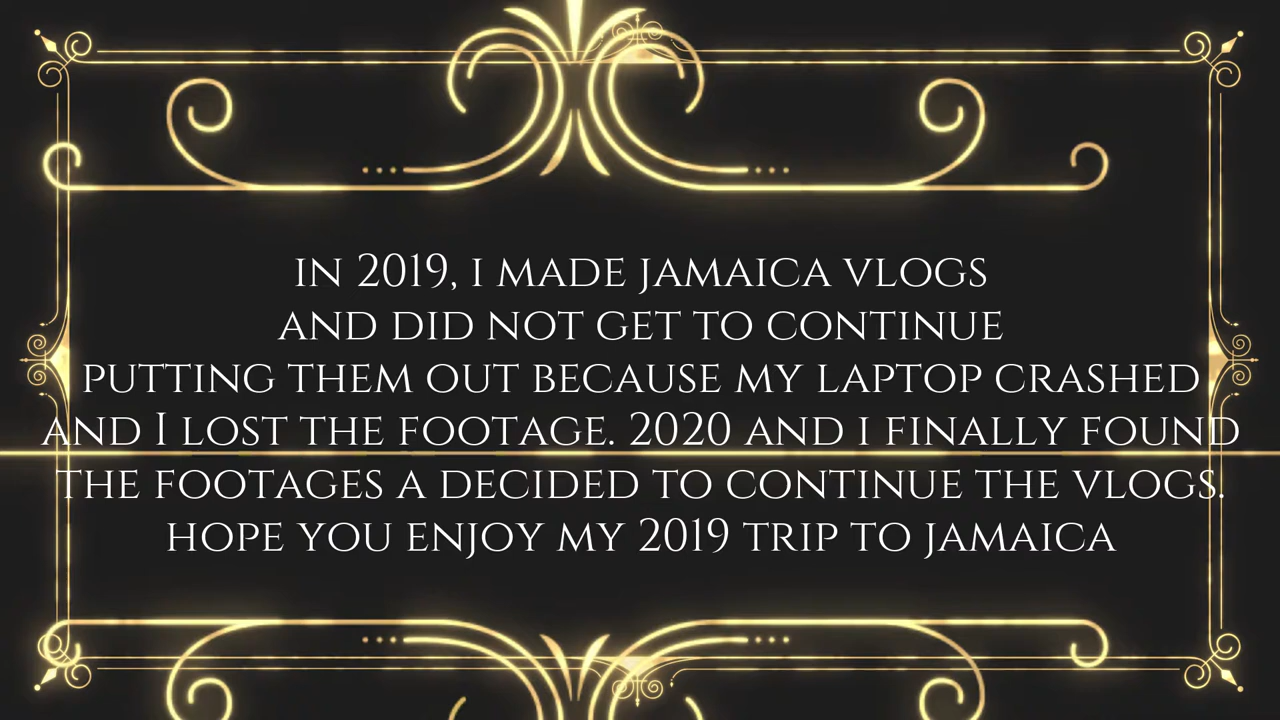 IN 2019, I MADE JAMAICA VLOGS
AND DID NOT GET TO CONTINUE
PUTTING THEM OUT BECAUSE MY LAPTOP CRASHED
AND I LOST THE FOOTAGE. 2020 AND I FINALLY FOUND
THE FOOTAGES A DECIDED TO CONTINUE THE VLOGS.
HOPE YOU ENJOY MY 2019 TRIP TO JAMAICA